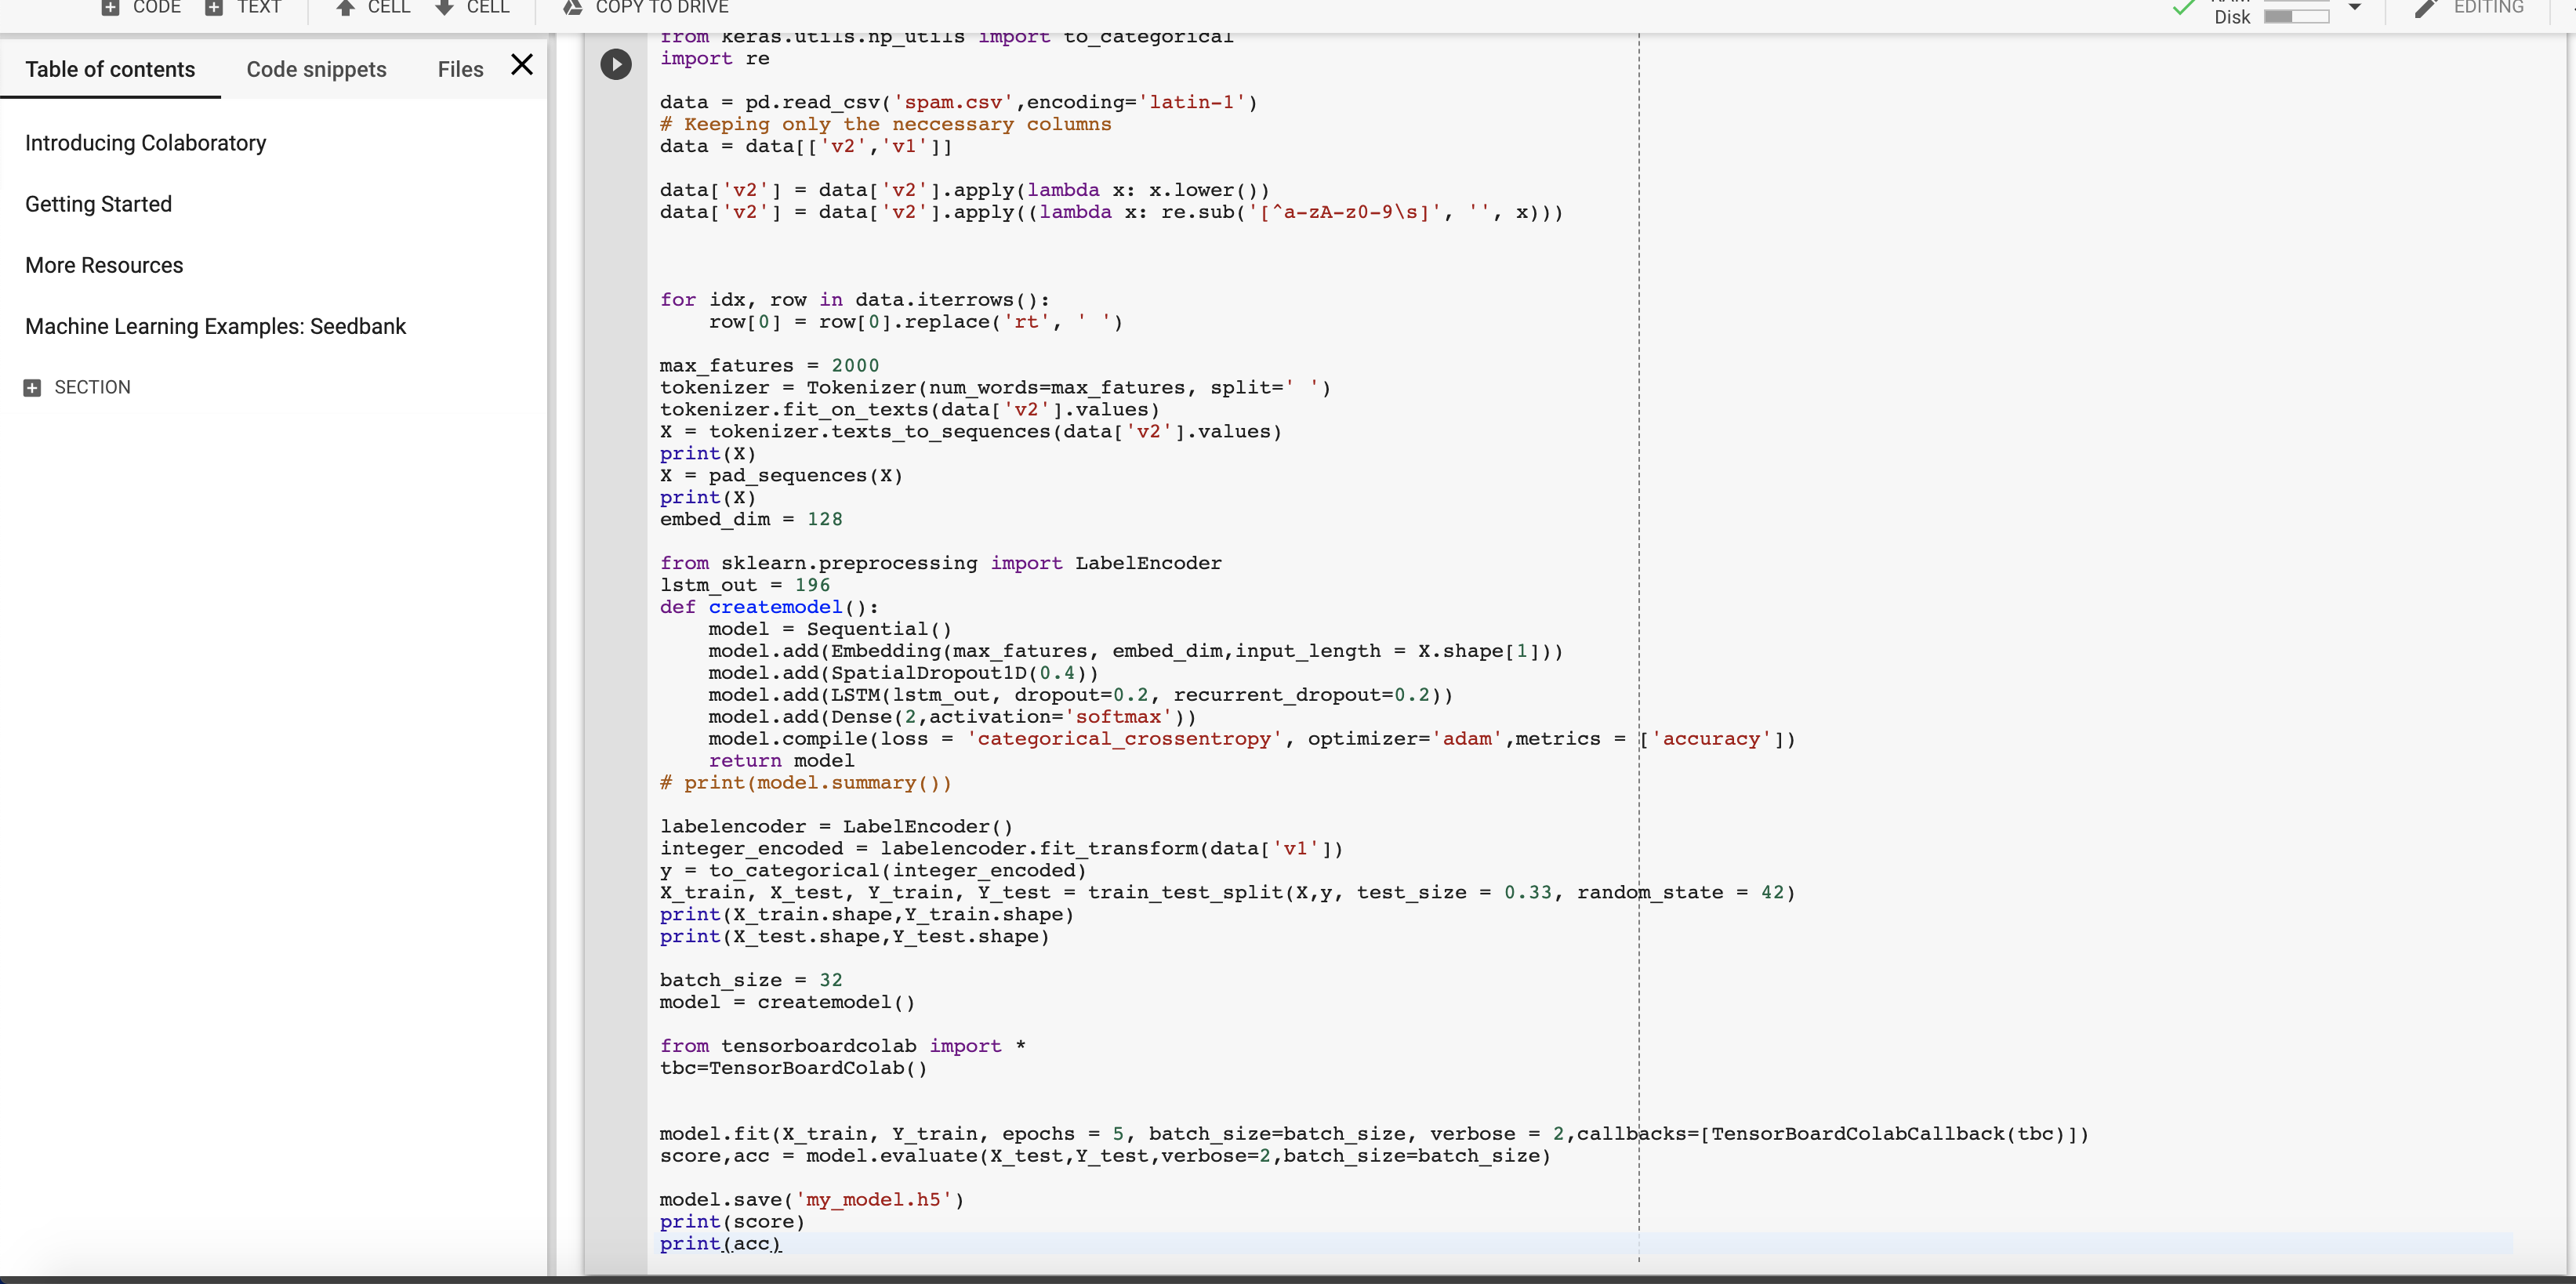 CODE TEXT CELL CELL COPY TO DRIVE
Disk EDITING
Table of contents Code snippets Files
Introducing Colaboratory
Getting Started
More Resources
Machine Learning Examples: Seedbank
SECTION
from keras.utils.np_utils import to_categorical
import re
data = pd.read_csv('spam.csv',encoding='latin-1')
# Keeping only the neccessary columns
data = data[['v2','v1']]
data['v2'] = data['v2'].apply(lambda x: x.lower())
data['v2'] = data['v2'].apply((lambda x: re.sub('[^a-zA-z0-9\s]', '', x)))
for idx, row in data.iterrows():
    row[0] = row[0].replace('rt', ' ')
max_fatures = 2000
tokenizer = Tokenizer(num_words=max_fatures, split=' ')
tokenizer.fit_on_texts(data['v2'].values)
X = tokenizer.texts_to_sequences(data['v2'].values)
print(X)
X = pad_sequences(X)
print(X)
embed_dim = 128
from sklearn.preprocessing import LabelEncoder
lstm_out = 196
def createmodel():
    model = Sequential()
    model.add(Embedding(max_fatures, embed_dim,input_length = X.shape[1]))
    model.add(SpatialDropout1D(0.4))
    model.add(LSTM(lstm_out, dropout=0.2, recurrent_dropout=0.2))
    model.add(Dense(2,activation='softmax'))
    model.compile(loss = 'categorical_crossentropy', optimizer='adam',metrics = ['accuracy'])
    return model
# print(model.summary())
labelencoder = LabelEncoder()
integer_encoded = labelencoder.fit_transform(data['v1'])
y = to_categorical(integer_encoded)
X_train, X_test, Y_train, Y_test = train_test_split(X,y, test_size = 0.33, random_state = 42)
print(X_train.shape,Y_train.shape)
print(X_test.shape,Y_test.shape)
batch_size = 32
model = createmodel()
from tensorboardcolab import *
tbc=TensorBoardColab()
model.fit(X_train, Y_train, epochs = 5, batch_size=batch_size, verbose = 2,callbacks=[TensorBoardColabCallback(tbc)])
score,acc = model.evaluate(X_test,Y_test,verbose=2,batch_size=batch_size)
model.save('my_model.h5')
print(score)
print(acc)